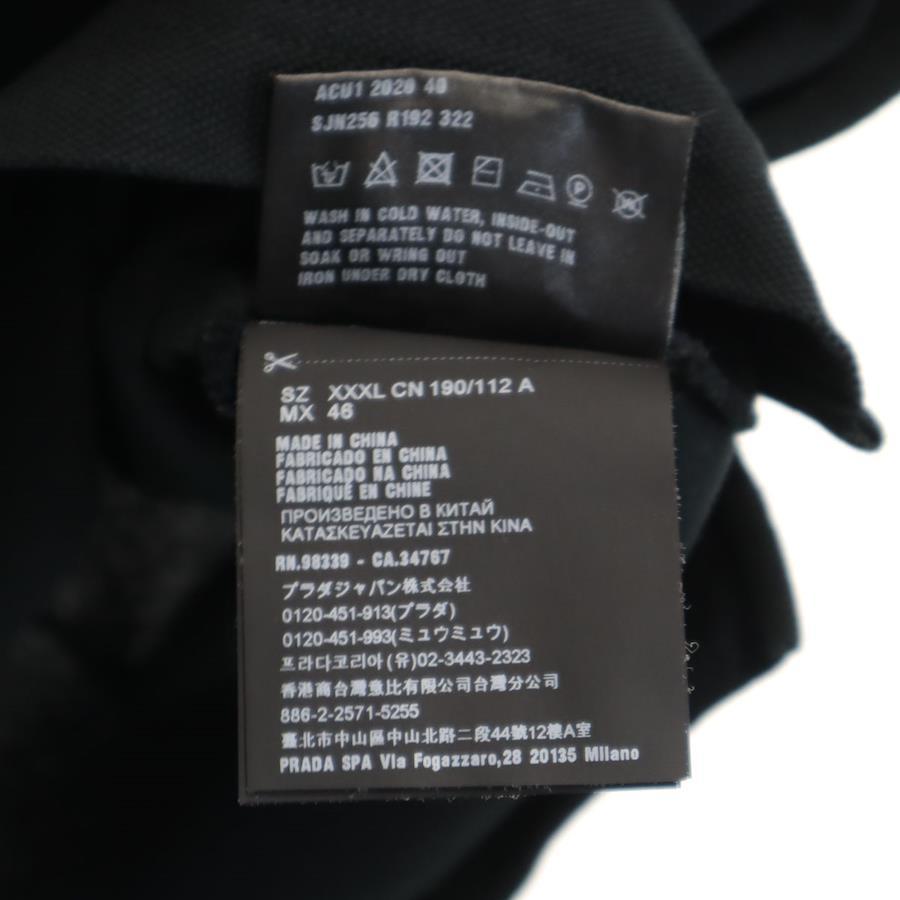 ACU1 2020 40
SJN256 R192 322
P
W
WASH IN COLD WATER, INSIDE-OUT
AND SEPARATELY DO NOT LEAVE IN
SOAK OR WRING OUT
IRON UNDER DRY CLOTH
SZ XXXL CN 190/112 A
MX 46
MADE IN CHINA
FABRICADO EN CHINA
FABRICADO NA CHINA
FABRIQUÉ EN CHINE
ПРОИЗВЕДЕНО В КИТАЙ
ΚΑΤΑΣΚΕΥΑΖΕΤΑΙ ΣΤΗΝ ΚΙΝΑ
RN.98339 - CA.34767
プラダジャパン株式会社
0120-451-913(プラダ)
0120-451-993(ミュウミュウ)
프라다코리아(유)02-3443-2323
香港商台灣意比有限公司台灣分公司
886-2-2571-5255
臺北市中山區中山北路二段44號12樓A室
PRADA SPA Via Fogazzaro,28 20135 Milano